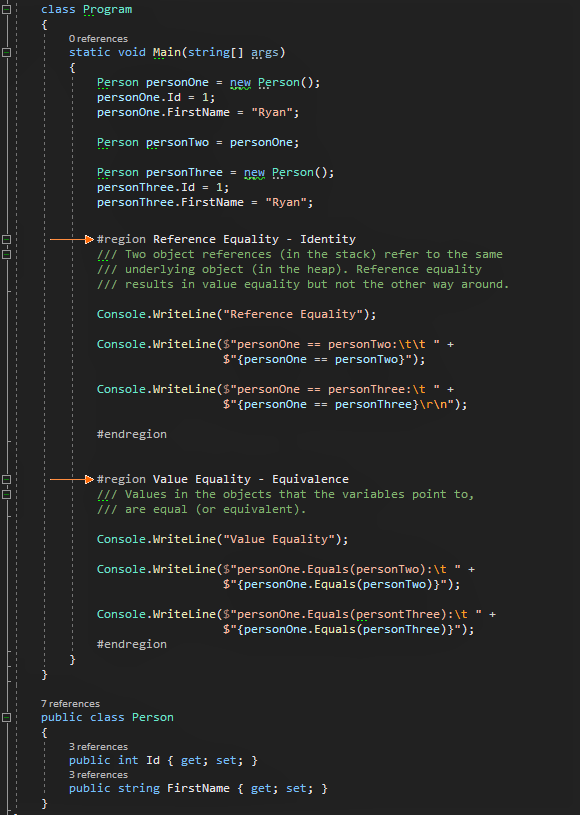 class Program
{
0 references
static void Main(string[] args)
{
Person personOne = new Person();
personOne.Id = 1;
personOne.FirstName = "Ryan";
Person personTwo = personOne;
Person personThree = new Person();
personThree.Id = 1;
personThree.FirstName = "Ryan";
#region Reference Equality - Identity
/// Two object references (in the stack) refer to the same
/// underlying object (in the heap). Reference equality
/// results in value equality but not the other way around.
Console.WriteLine("Reference Equality");
Console.WriteLine($"personOne == personTwo:\t\t " +
$"{personOne == personTwo}");
Console.WriteLine($"personOne == personThree:\t " +
$"{personOne == personThree}\r\n");
#endregion
#region Value Equality - Equivalence
/// Values in the objects that the variables point to,
/// are equal (or equivalent).
Console.WriteLine("Value Equality");
Console.WriteLine($"personOne.Equals(personTwo):\t " +
$"{personOne.Equals(personTwo)}");
Console.WriteLine($"personOne.Equals(persontThree):\t " +
$"{personOne.Equals(personThree)}");
#endregion
}
}
7 references
public class Person
{
3 references
public int Id { get; set; }
3 references
public string FirstName { get; set; }
}